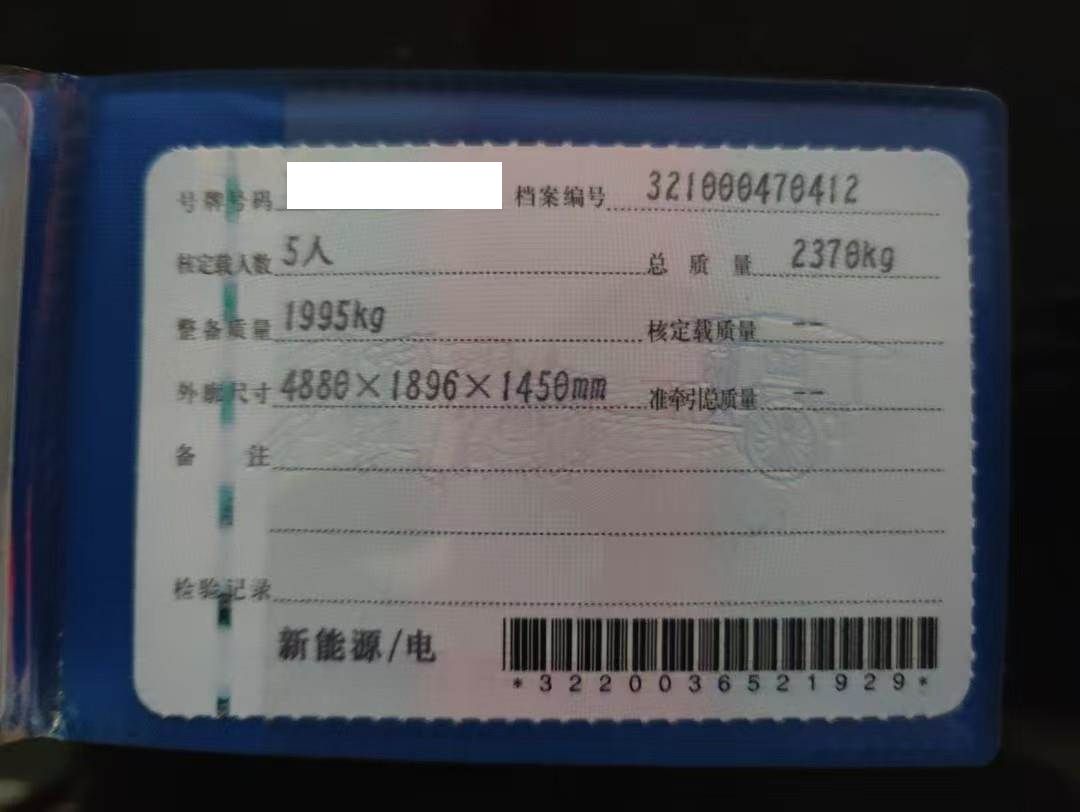 号牌号码 档案编号 321000470412
核定载人数 5人 总质量 2370kg
整备质量 1995kg 核定载质量 --
外廓尺寸 4880×1896×1450mm 准牵引总质量 --
备注
检验记录
新能源/电
*3220036521929*